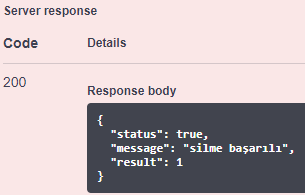 Server response
Code Details
200
Response body
{
"status": true,
"message": "silme başarılı",
"result": 1
}